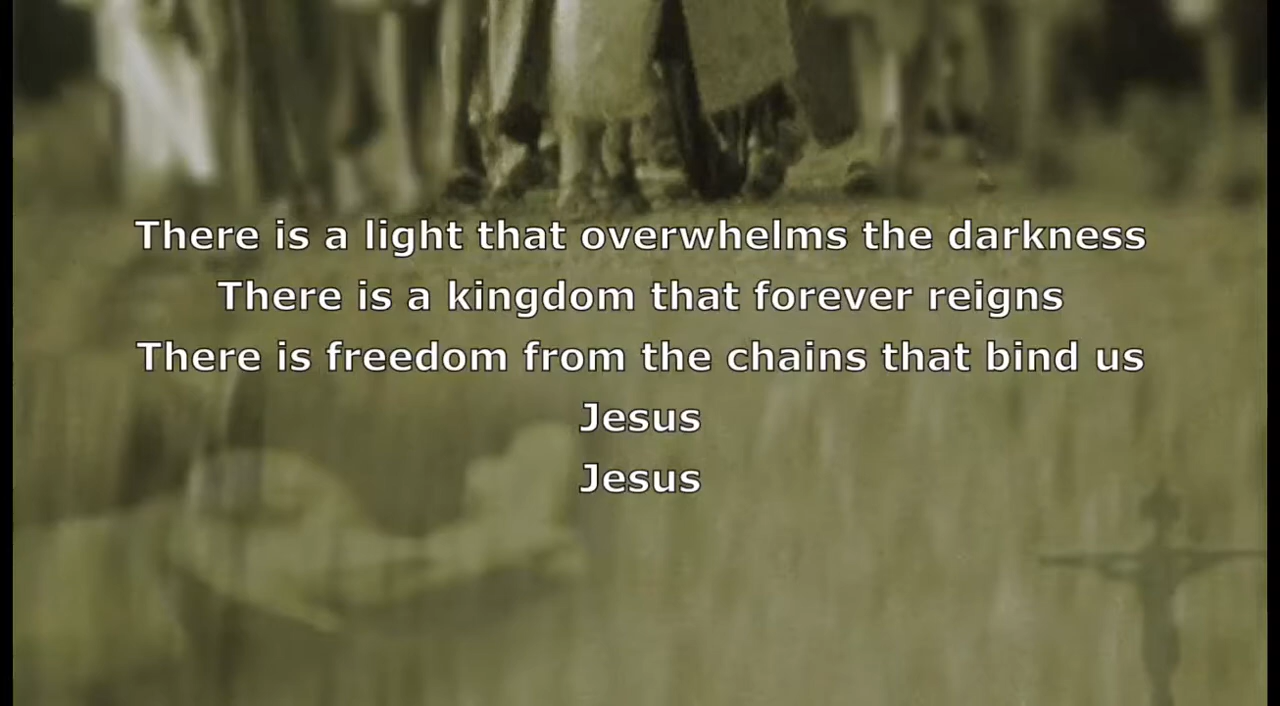 There is a light that overwhelms the darkness
There is a kingdom that forever reigns
There is freedom from the chains that bind us
Jesus
Jesus